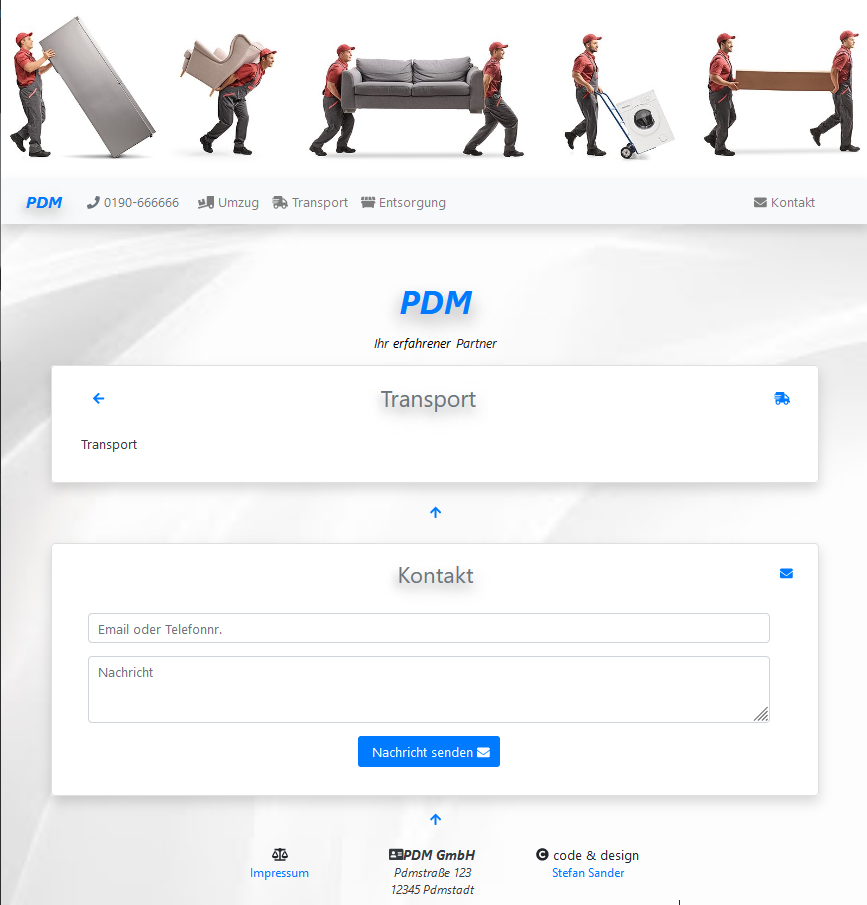 PDM 0190-666666 Umzug Transport Entsorgung Kontakt
PDM
Ihr erfahrener Partner
Transport
Transport
Kontakt
Email oder Telefonnr.
Nachricht
Nachricht senden
Impressum
PDM GmbH
Pdmstraße 123
12345 Pdmstadt
code & design
Stefan Sander